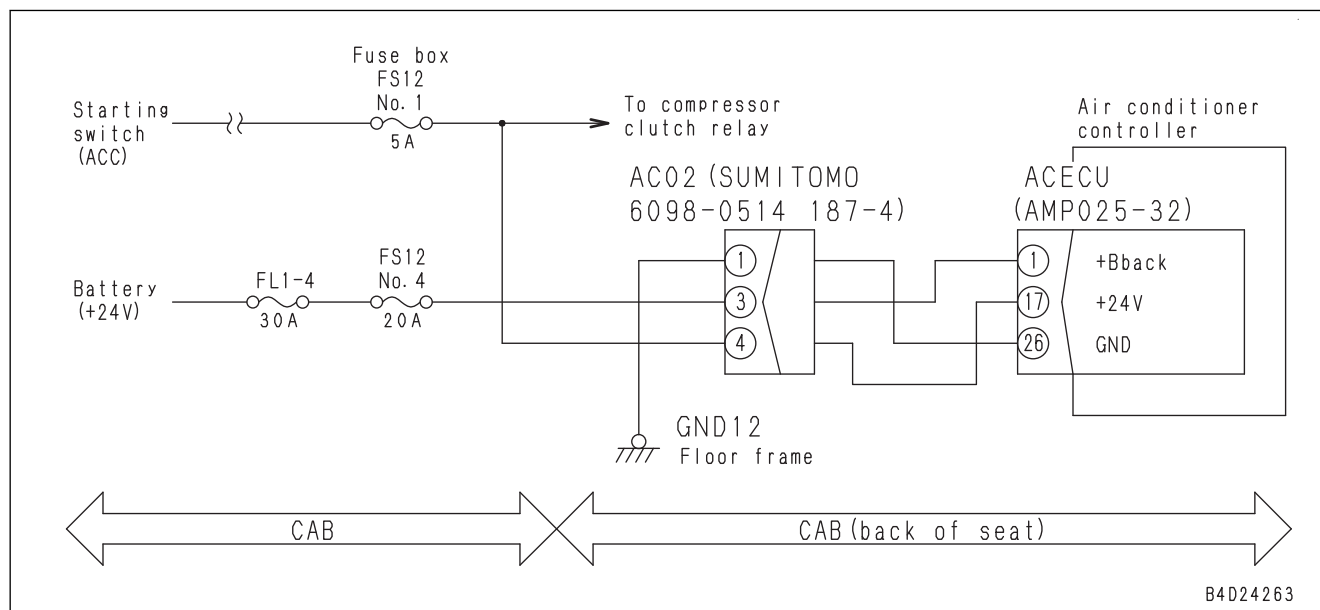 Fuse box
FS12
No. 1
5A
Starting
switch
(ACC)
To compressor
clutch relay
Air conditioner
controller
AC02 (SUMITOMO
6098-0514 187-4)
ACECU
(AMP025-32)
1
3
4
1
+Bback
17
+24V
26
GND
Battery
(+24V)
FL1-4
30A
FS12
No. 4
20A
GND12
Floor frame
CAB
CAB (back of seat)
B4D24263